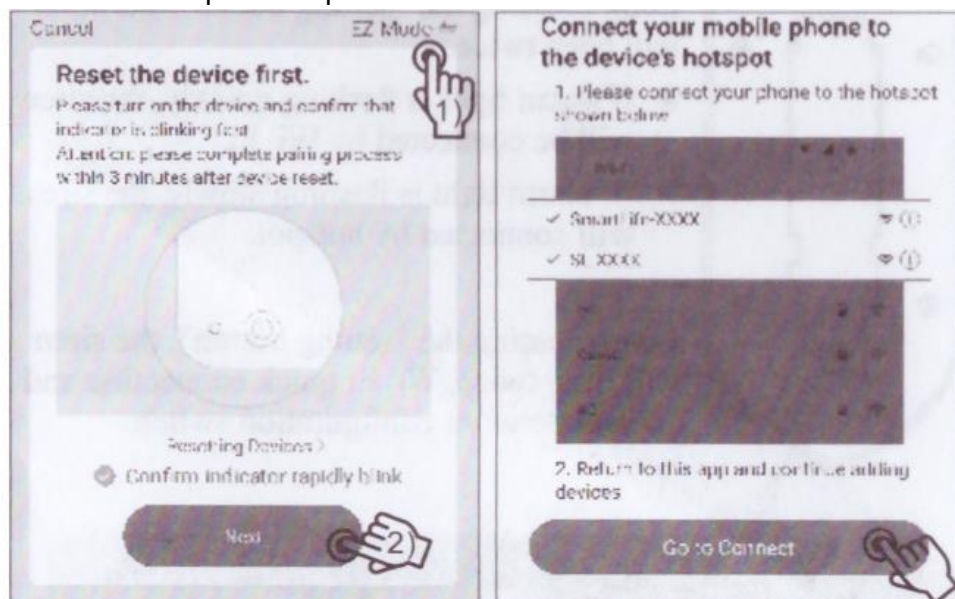 Cancel
EZ Mode
Reset the device first.
Please turn on the device and confirm that
indicator is blinking fast
Attention: please complete pairing process
within 3 minutes after device reset.
Resetting Devices >
Confirm indicator rapidly blink
Next
1)
2)
Connect your mobile phone to
the device's hotspot
1. Please connect your phone to the hotspot
shown below
Wi-Fi
SmartLife-XXXX
SL-XXXX
2. Return to this app and continue adding
devices
Go to Connect